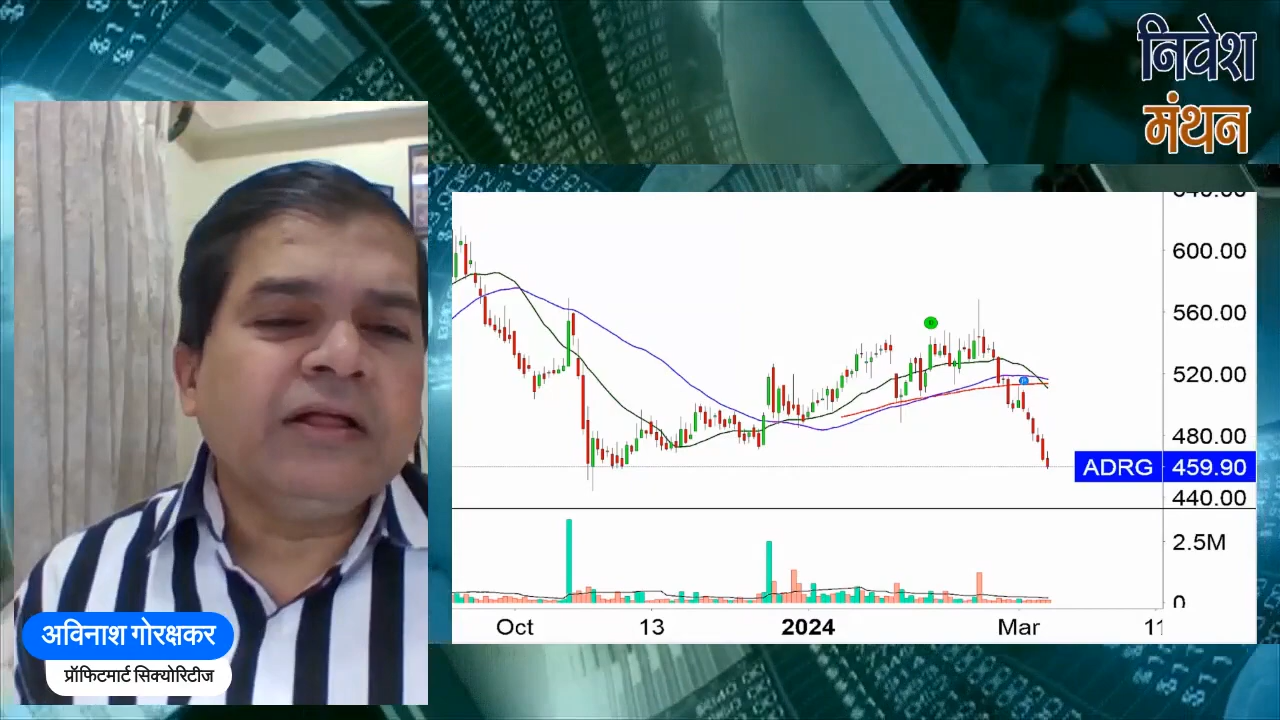 निवेश
मंथन
600.00
560.00
520.00
480.00
ADRG 459.90
440.00
2.5M
0
Oct 13 2024 Mar
अविनाश गोरक्षकर
प्रॉफिटमार्ट सिक्योरिटीज